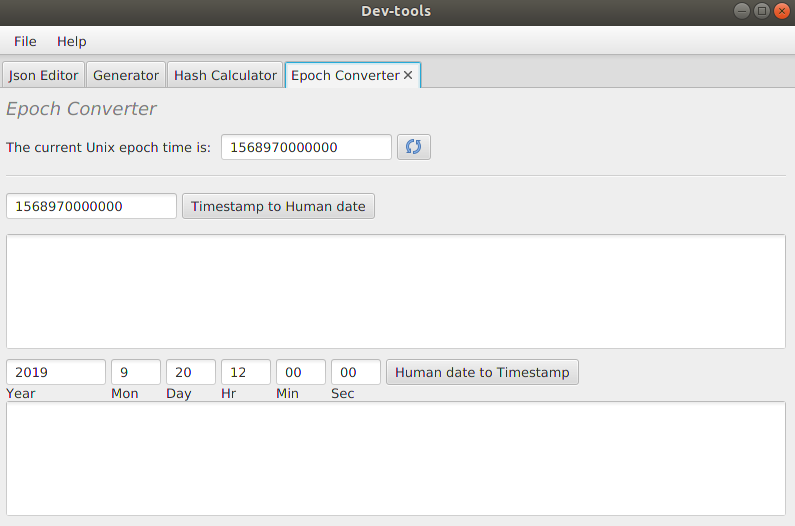 Dev-tools
File Help
Json Editor Generator Hash Calculator Epoch Converter
Epoch Converter
The current Unix epoch time is: 1568970000000
1568970000000 Timestamp to Human date
2019 9 20 12 00 00 Human date to Timestamp
Year Mon Day Hr Min Sec